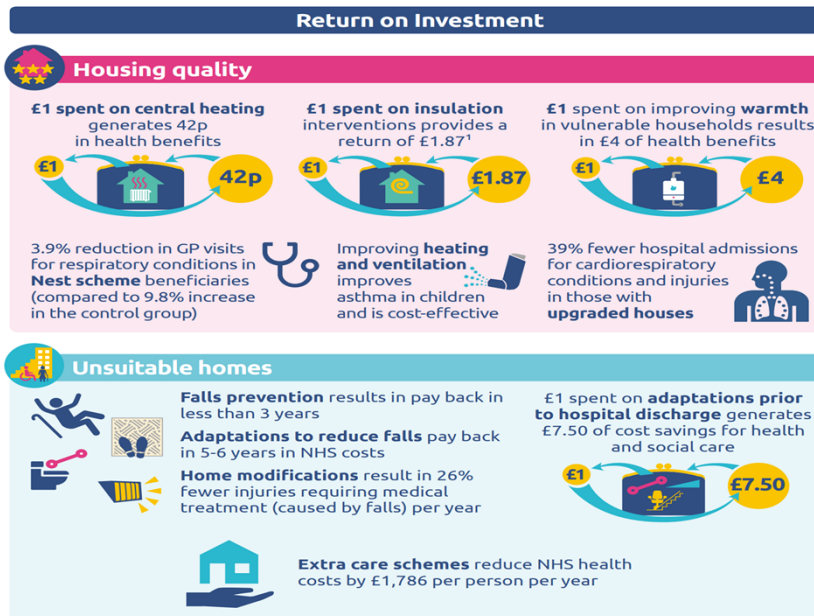 Return on Investment
Housing quality
£1 spent on central heating
generates 42p
in health benefits
£1
42p
£1 spent on insulation
interventions provides a
return of £1.87¹
£1
£1.87
£1 spent on improving warmth
in vulnerable households results
in £4 of health benefits
£1
£4
3.9% reduction in GP visits
for respiratory conditions in
Nest scheme beneficiaries
(compared to 9.8% increase
in the control group)
Improving heating
and ventilation
improves
asthma in children
and is cost-effective
39% fewer hospital admissions
for cardiorespiratory
conditions and injuries
in those with
upgraded houses
Unsuitable homes
Falls prevention results in pay back in
less than 3 years
Adaptations to reduce falls pay back
in 5-6 years in NHS costs
Home modifications result in 26%
fewer injuries requiring medical
treatment (caused by falls) per year
£1 spent on adaptations prior
to hospital discharge generates
£7.50 of cost savings for health
and social care
£1
£7.50
Extra care schemes reduce NHS health
costs by £1,786 per person per year